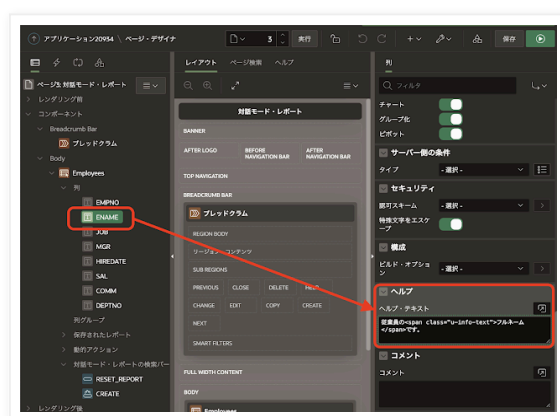 アプリケーション20934 \ ページ・デザイナ
3
実行
保存
ページ3: 対話モード・レポート
レンダリング前
コンポーネント
Breadcrumb Bar
ブレッドクラム
Body
Employees
列
EMPNO
ENAME
JOB
MGR
HIREDATE
SAL
COMM
DEPTNO
列グループ
保存されたレポート
動的アクション
対話モード・レポートの検索バー
RESET_REPORT
CREATE
レンダリング後
レイアウト
ページ検索
ヘルプ
対話モード・レポート
BANNER
AFTER LOGO
BEFORE NAVIGATION BAR
AFTER NAVIGATION BAR
TOP NAVIGATION
BREADCRUMB BAR
ブレッドクラム
REGION BODY
リージョン・コンテンツ
SUB REGIONS
PREVIOUS
CLOSE
DELETE
HELP
CHANGE
EDIT
COPY
CREATE
NEXT
SMART FILTERS
FULL WIDTH CONTENT
BODY
Employees
列
フィルタ
チャート
グループ化
ピボット
サーバー側の条件
タイプ
- 選択 -
セキュリティ
認可スキーム
- 選択 -
特殊文字をエスケ
ープ
構成
ビルド・オプショ
ン
- 選択 -
ヘルプ
ヘルプ・テキスト
従業員の<span class="u-info-text">フルネーム
</span>です。
コメント
コメント